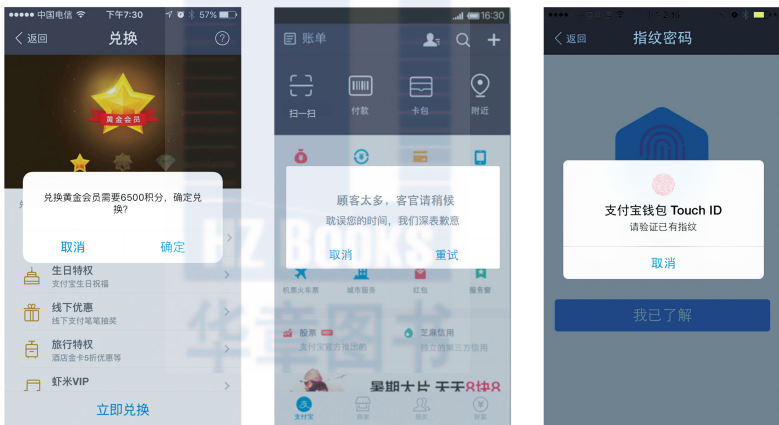 中国电信
下午7:30
57%
返回
兑换
黄金会员
兑换黄金会员需要6500积分，确定兑
换?
取消
确定
生日特权
支付宝生日祝福
线下优惠
线下支付笔笔抽奖
旅行特权
酒店金卡5折优惠等
虾米VIP
立即兑换
16:30
账单
扫一扫
付款
卡包
附近
顾客太多，客官请稍候
耽误您的时间，我们深表歉意
取消
重试
机票火车票
城市服务
红包
服务窗
股票
支付宝官方推出的
芝麻信用
独立的第三方信用
暑期大片 天天8块8
支付宝
返回
指纹密码
支付宝钱包 Touch ID
请验证已有指纹
取消
我已了解
HZ Books
华章图书